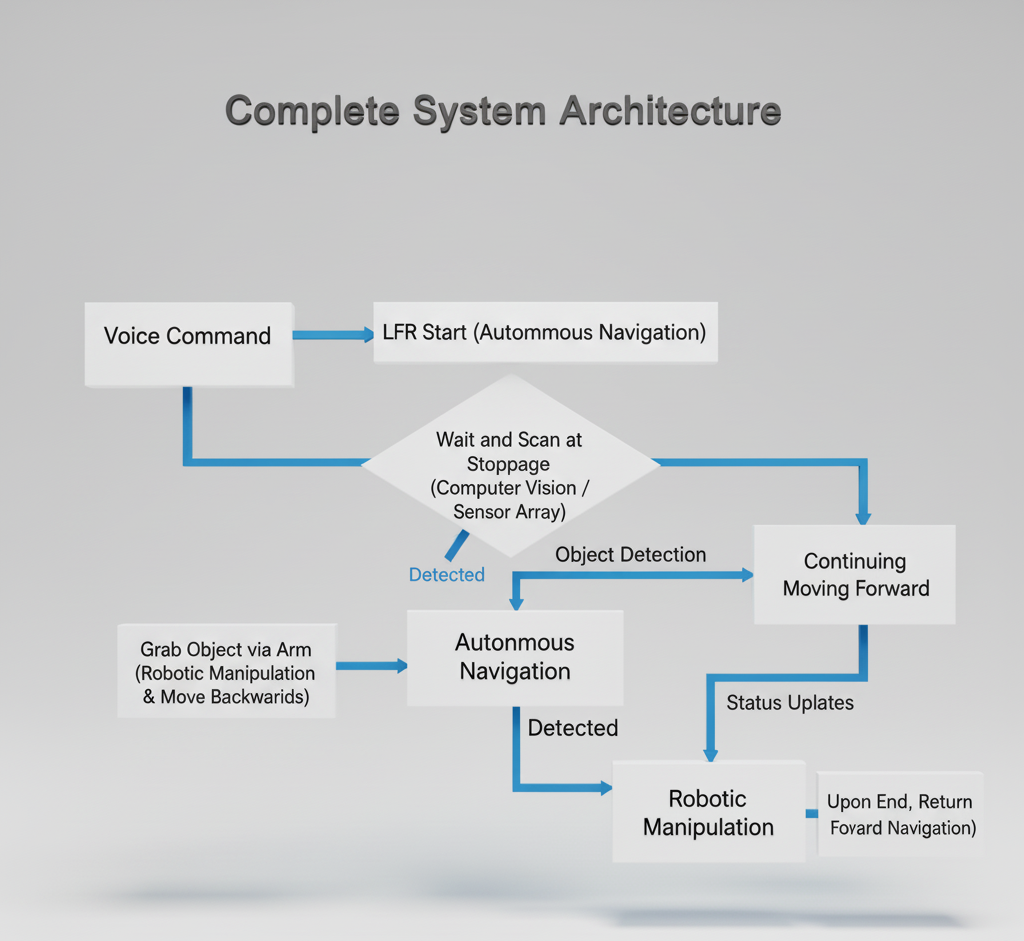 Complete System Architecture
Voice Command
LFR Start (Autommous Navigation)
Wait and Scan at
Stoppage
(Computer Vision /
Sensor Array)
Detected
Object Detection
Continuing
Moving Forward
Grab Object via Arm
(Robotic Manipulation
& Move Backwarids)
Autonmous
Navigation
Detected
Status Uplates
Robotic
Manipulation
Upon End, Return
Fovard Navigation)